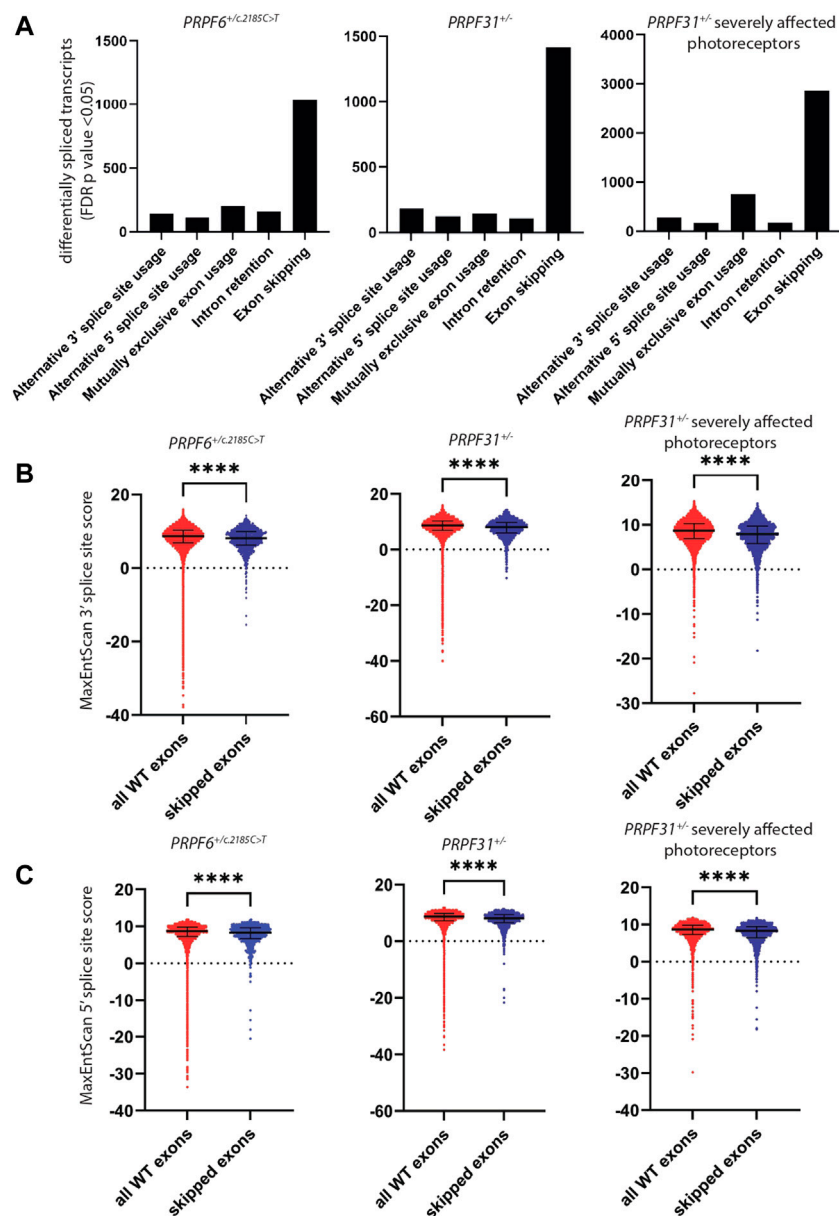 A
PRPF6+/c.2185C>T
PRPF31+/-
PRPF31+/- severely affected
photoreceptors
differentially spliced transcripts
(FDR p value <0.05)
1500
1000
500
0
1500
1000
500
0
4000
3000
2000
1000
0
Alternative 3' splice site usage
Alternative 5' splice site usage
Mutually exclusive exon usage
Intron retention
Exon skipping
Alternative 3' splice site usage
Alternative 5' splice site usage
Mutually exclusive exon usage
Intron retention
Exon skipping
Alternative 3' splice site usage
Alternative 5' splice site usage
Mutually exclusive exon usage
Intron retention
Exon skipping
B
PRPF6+/c.2185C>T
PRPF31+/-
PRPF31+/- severely affected
photoreceptors
****
****
****
MaxEntScan 3' splice site score
20
0
-20
-40
20
0
-20
-40
-60
20
10
0
-10
-20
-30
all WT exons
skipped exons
all WT exons
skipped exons
all WT exons
skipped exons
C
PRPF6+/c.2185C>T
PRPF31+/-
PRPF31+/- severely affected
photoreceptors
****
****
****
MaxEntScan 5' splice site score
20
10
0
-10
-20
-30
-40
20
0
-20
-40
-60
20
10
0
-10
-20
-30
-40
all WT exons
skipped exons
all WT exons
skipped exons
all WT exons
skipped exons